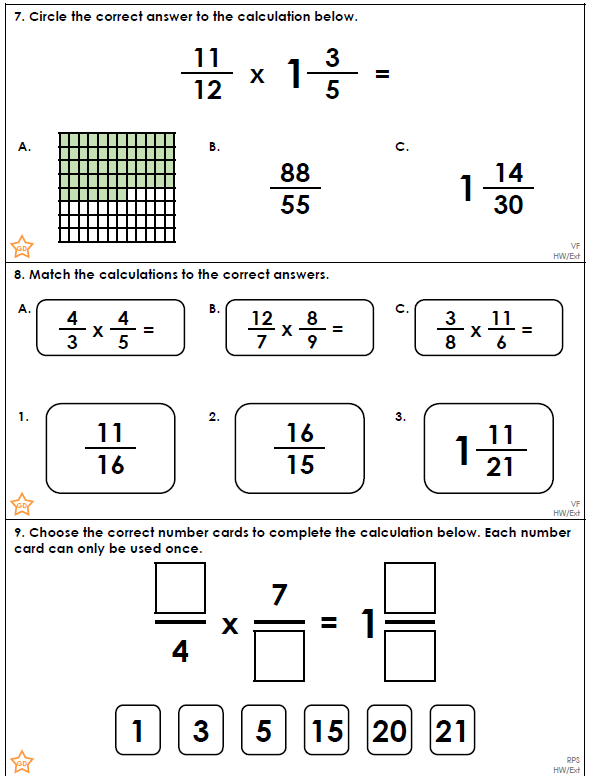 7. Circle the correct answer to the calculation below.
11/12 x 1 3/5 =
A.
B. 88/55
C. 1 14/30
GD
VF
HW/Ext
8. Match the calculations to the correct answers.
A. 4/3 x 4/5 =
B. 12/7 x 8/9 =
C. 3/8 x 11/6 =
1. 11/16
2. 16/15
3. 1 11/21
GD
VF
HW/Ext
9. Choose the correct number cards to complete the calculation below. Each number
card can only be used once.
/4 x 7/ = 1
1 3 5 15 20 21
GD
RPS
HW/Ext